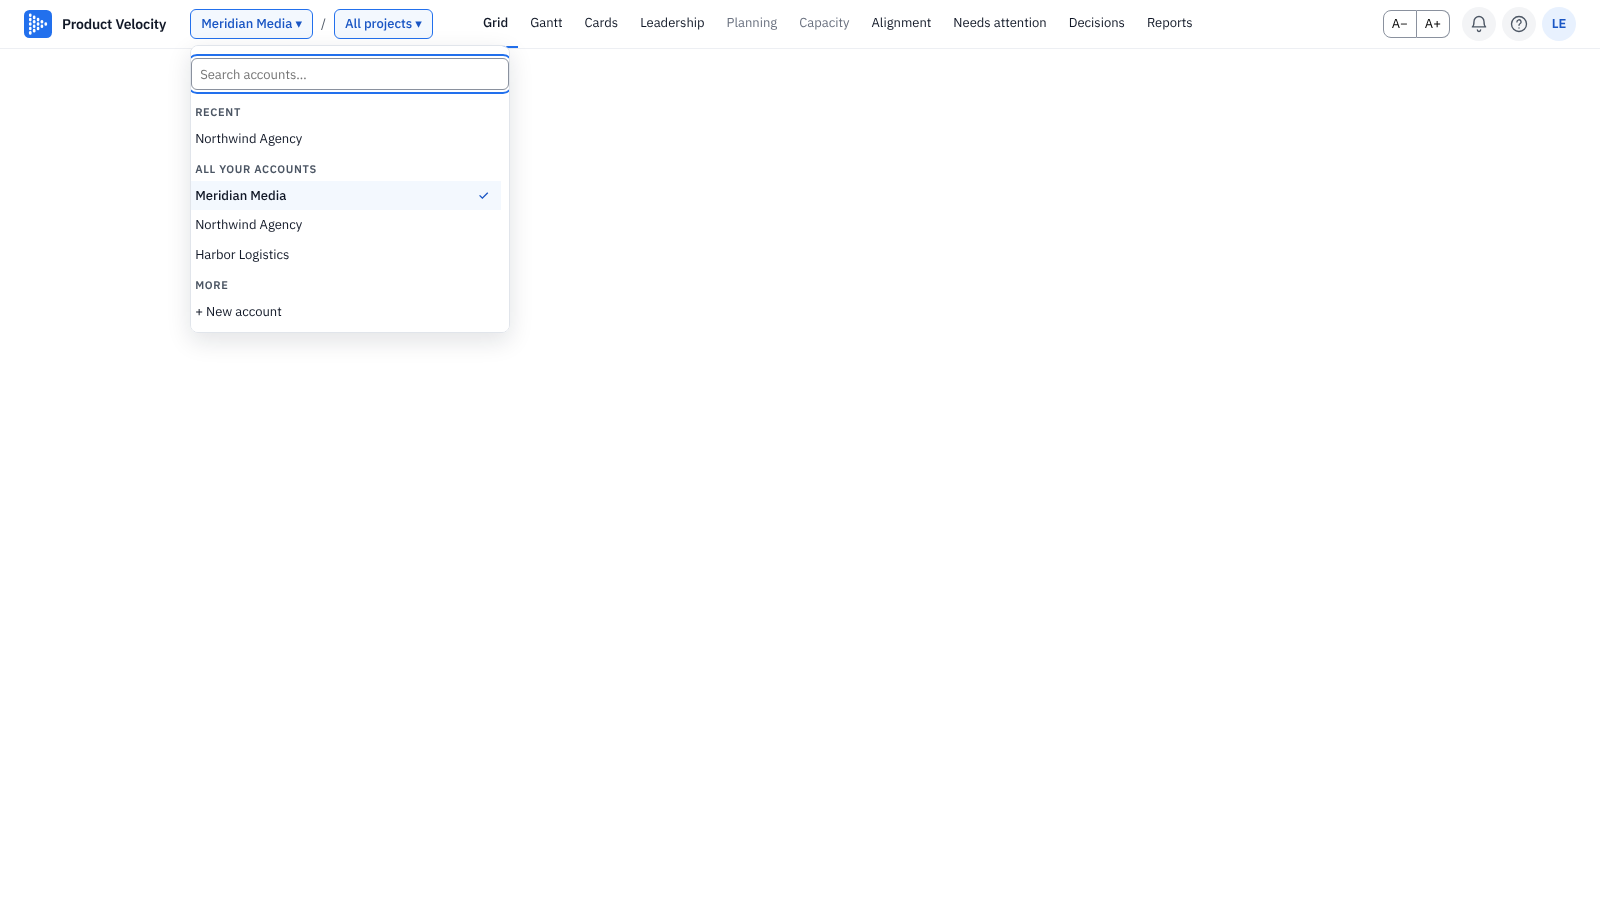 Product Velocity
Meridian Media ▾ / All projects ▾
Grid Gantt Cards Leadership Planning Capacity Alignment Needs attention Decisions Reports
A− A+
LE
Search accounts...
RECENT
Northwind Agency
ALL YOUR ACCOUNTS
Meridian Media ✓
Northwind Agency
Harbor Logistics
MORE
+ New account